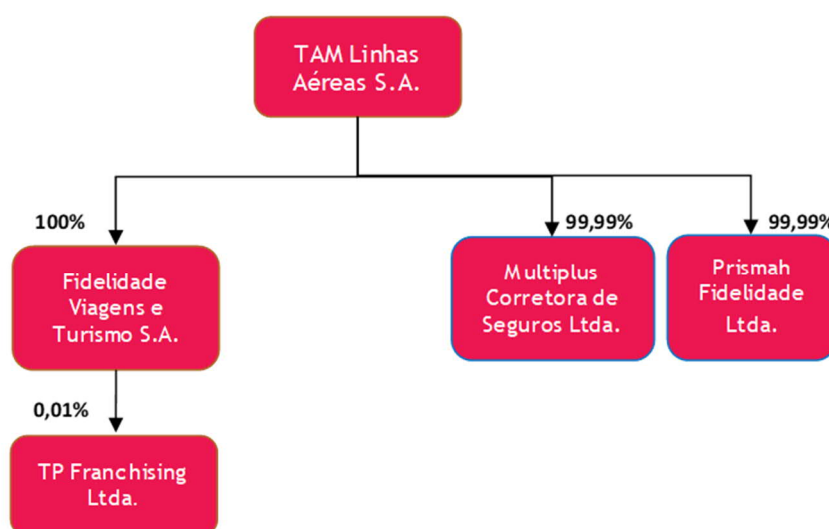 TAM Linhas
Aéreas S.A.
100%
99,99%
99,99%
Fidelidade
Viagens e
Turismo S.A.
Multiplus
Corretora de
Seguros Ltda.
Prismah
Fidelidade
Ltda.
0,01%
TP Franchising
Ltda.